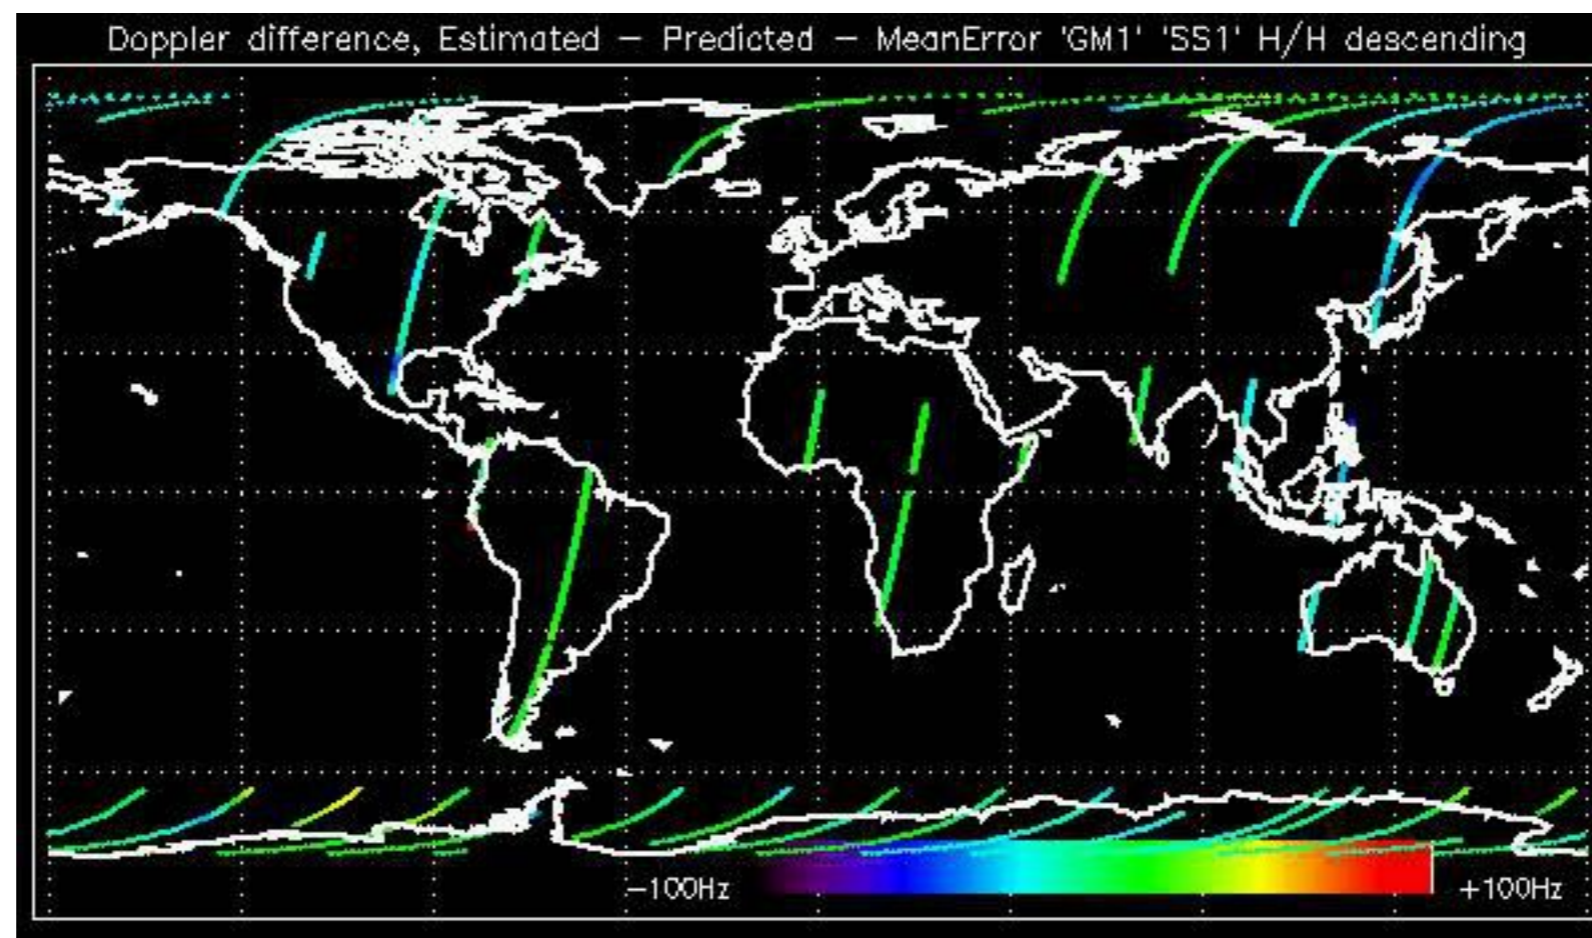 Doppler difference, Estimated – Predicted – MeanError 'GM1' 'SS1' H/H descending
–100Hz +100Hz